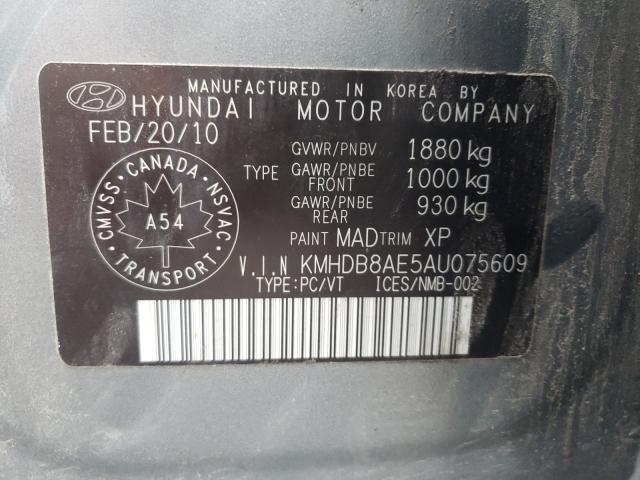 MANUFACTURED IN KOREA BY
HYUNDAI MOTOR COMPANY
FEB/20/10
GVWR/PNBV 1880 kg
TYPE GAWR/PNBE FRONT 1000 kg
GAWR/PNBE REAR 930 kg
CANADA
CMVSS NSVAC
A54
TRANSPORT
PAINT MAD TRIM XP
V.I.N KMHDB8AE5AU075609
TYPE:PC/VT ICES/NMB-002